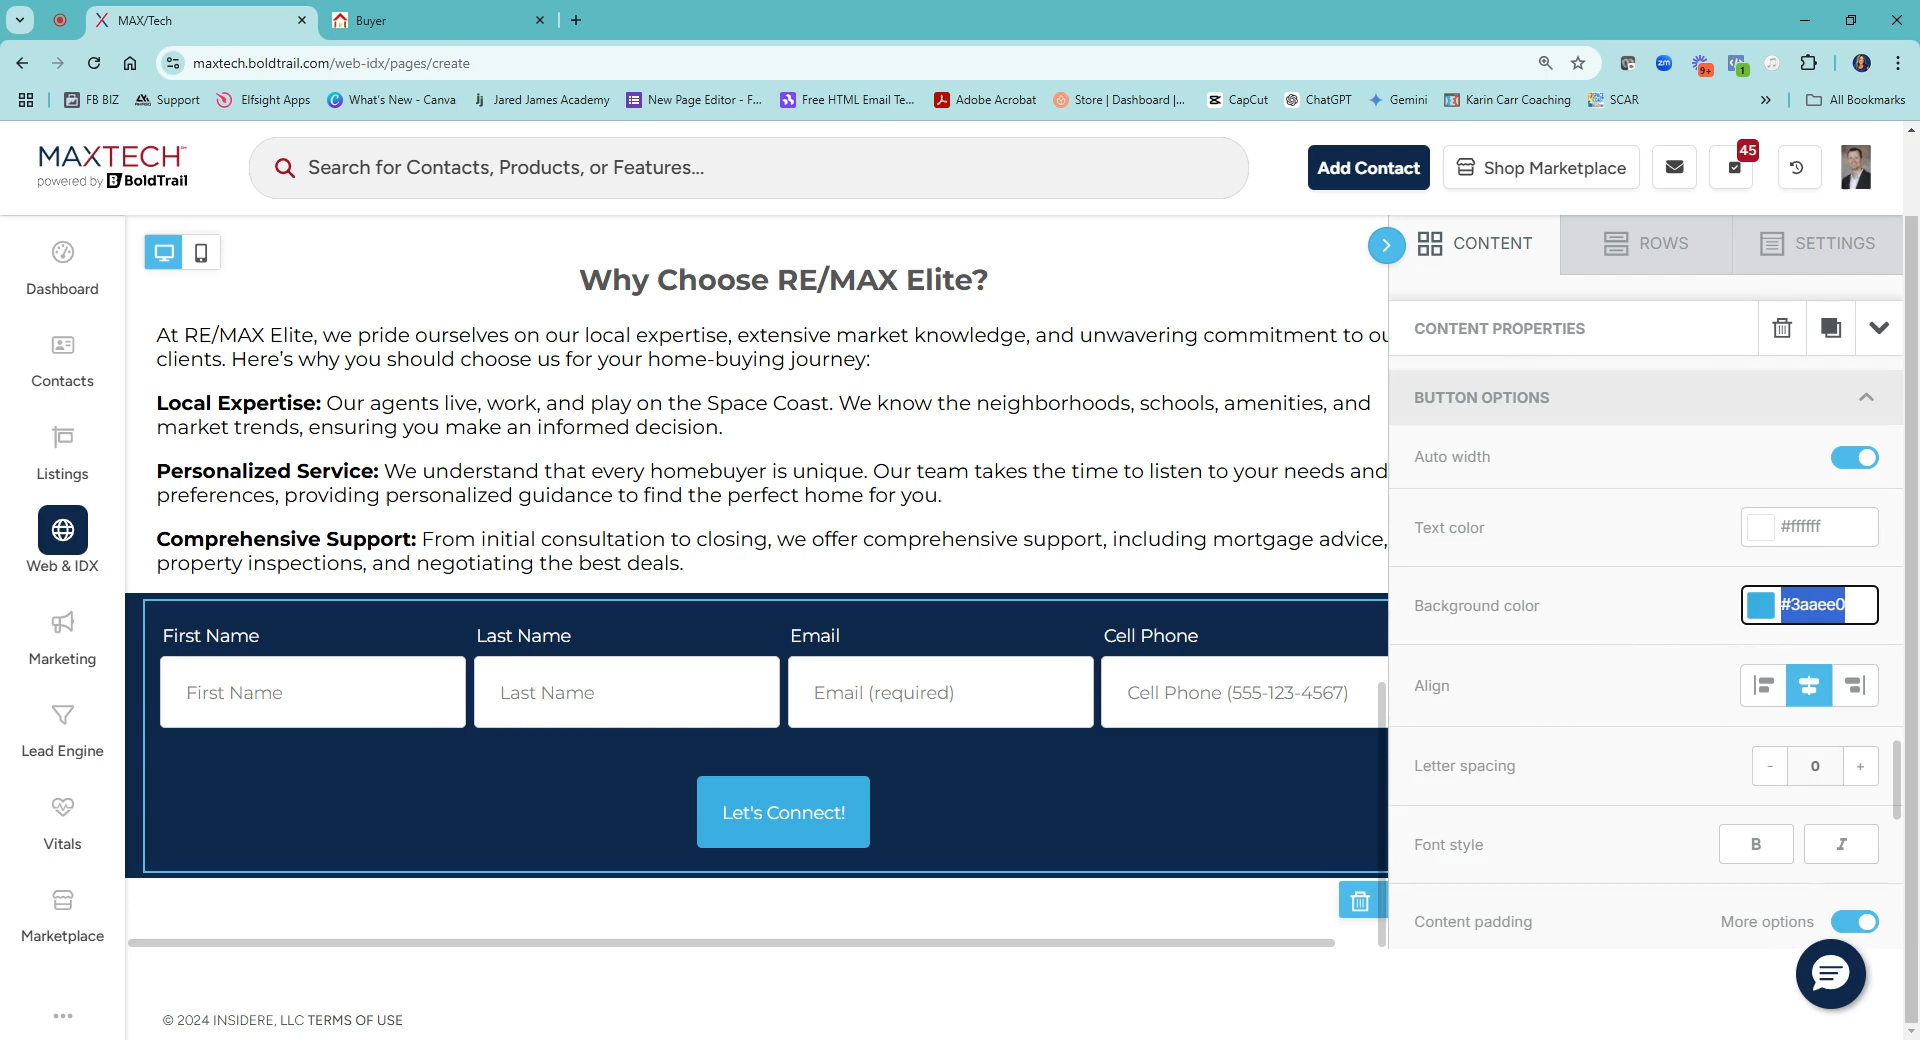 MAX/Tech
Buyer
maxtech.boldtrail.com/web-idx/pages/create
9+
1
zm
FB BIZ
Support
Elfsight Apps
What's New - Canva
Jared James Academy
New Page Editor - F...
Free HTML Email Te...
Adobe Acrobat
Store | Dashboard |...
CapCut
ChatGPT
Gemini
Karin Carr Coaching
SCAR
»
All Bookmarks
MAXTECH
powered by BoldTrail
Search for Contacts, Products, or Features...
Add Contact
Shop Marketplace
45
Dashboard
Contacts
Listings
Web & IDX
Marketing
Lead Engine
Vitals
Marketplace
Why Choose RE/MAX Elite?
At RE/MAX Elite, we pride ourselves on our local expertise, extensive market knowledge, and unwavering commitment to ou
clients. Here's why you should choose us for your home-buying journey:
Local Expertise: Our agents live, work, and play on the Space Coast. We know the neighborhoods, schools, amenities, and
market trends, ensuring you make an informed decision.
Personalized Service: We understand that every homebuyer is unique. Our team takes the time to listen to your needs and
preferences, providing personalized guidance to find the perfect home for you.
Comprehensive Support: From initial consultation to closing, we offer comprehensive support, including mortgage advice,
property inspections, and negotiating the best deals.
First Name
Last Name
Email
Cell Phone
First Name
Last Name
Email (required)
Cell Phone (555-123-4567)
Let's Connect!
© 2024 INSIDERE, LLC TERMS OF USE
CONTENT
ROWS
SETTINGS
CONTENT PROPERTIES
BUTTON OPTIONS
Auto width
Text color
#ffffff
Background color
#3aaee0
Align
Letter spacing
- 0 +
Font style
B I
Content padding
More options